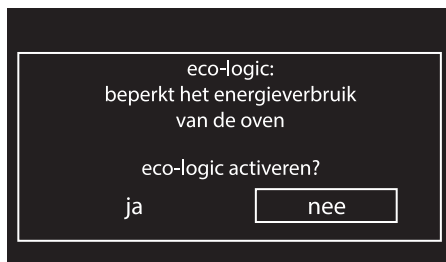 eco-logic:
beperkt het energieverbruik
van de oven
eco-logic activeren?
ja nee